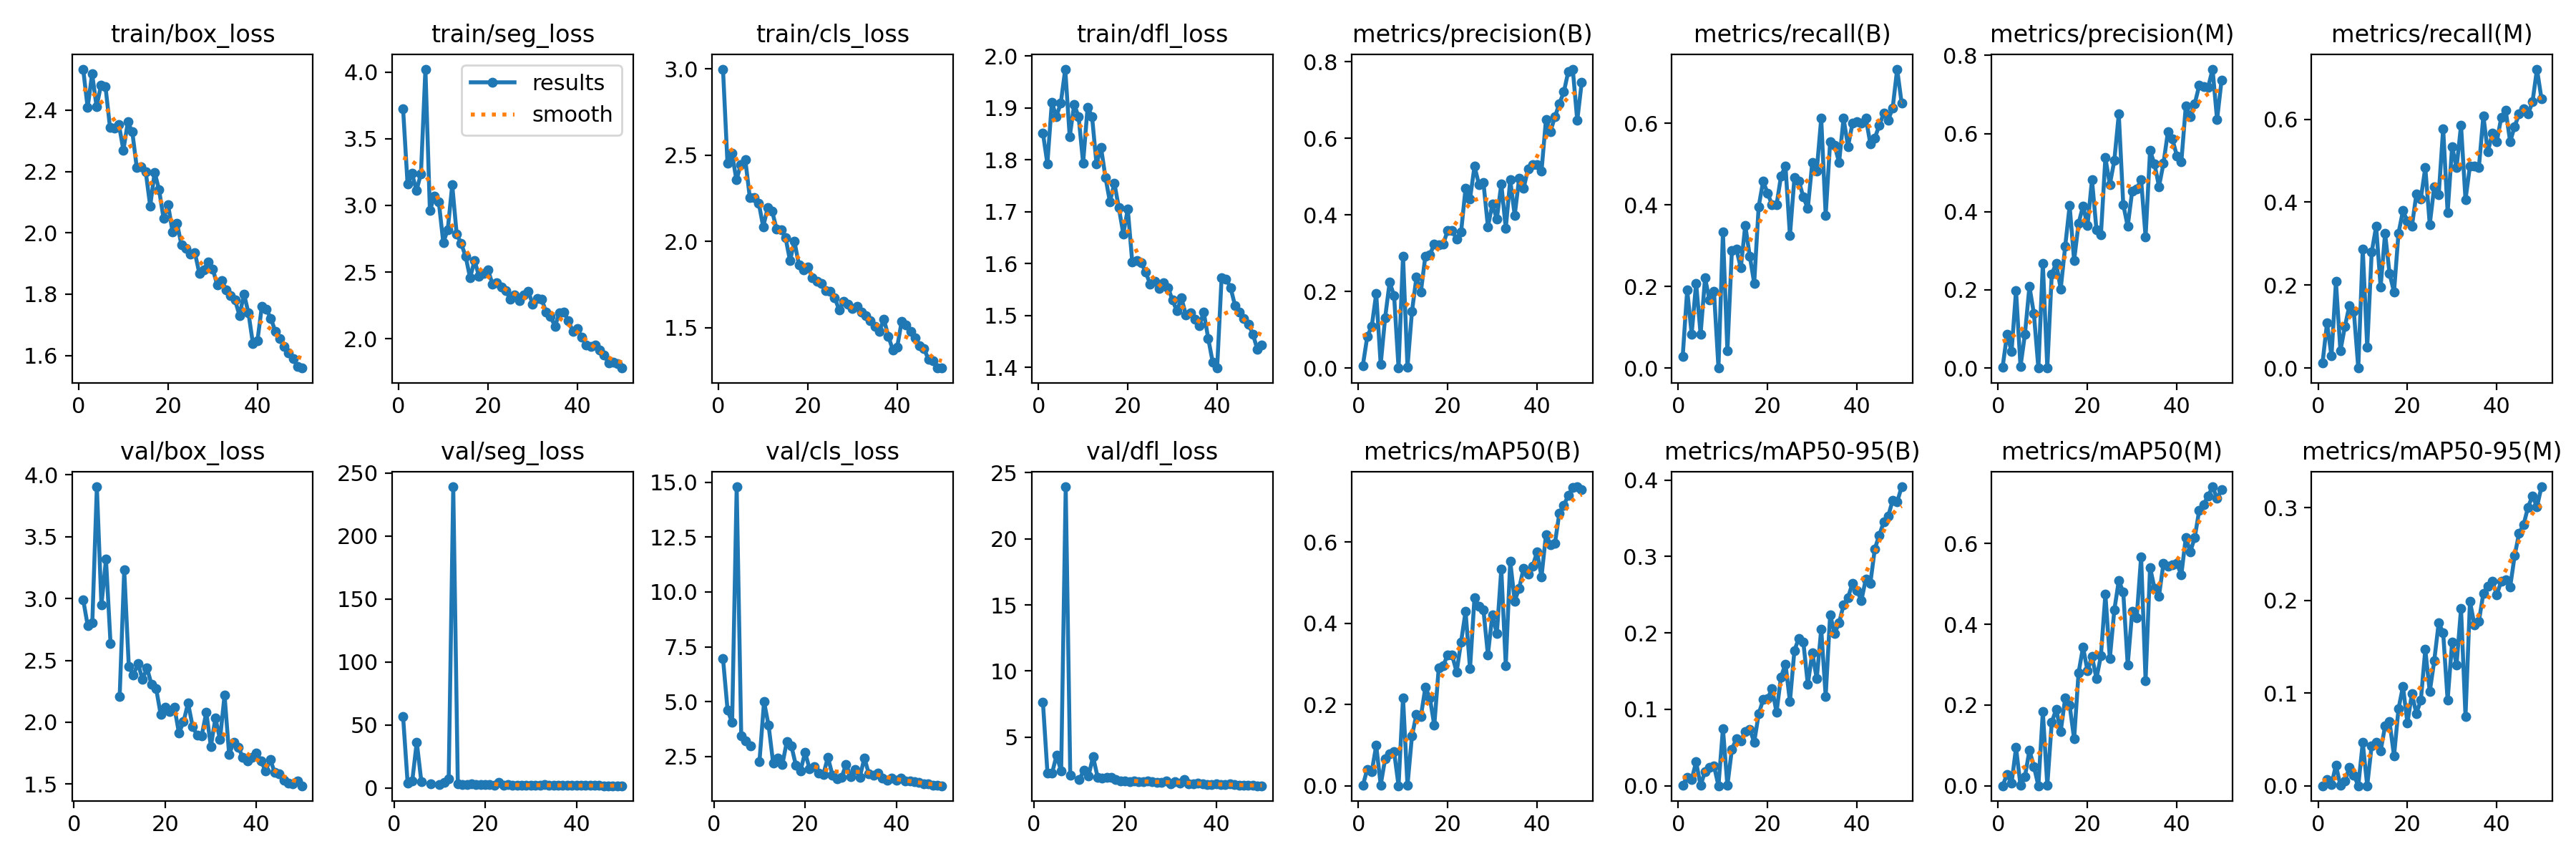 train/box_loss
2.4
2.2
2.0
1.8
1.6
0 20 40
train/seg_loss
results
smooth
4.0
3.5
3.0
2.5
2.0
0 20 40
train/cls_loss
3.0
2.5
2.0
1.5
0 20 40
train/dfl_loss
2.0
1.9
1.8
1.7
1.6
1.5
1.4
0 20 40
metrics/precision(B)
0.8
0.6
0.4
0.2
0.0
0 20 40
metrics/recall(B)
0.6
0.4
0.2
0.0
0 20 40
metrics/precision(M)
0.8
0.6
0.4
0.2
0.0
0 20 40
metrics/recall(M)
0.6
0.4
0.2
0.0
0 20 40
val/box_loss
4.0
3.5
3.0
2.5
2.0
1.5
0 20 40
val/seg_loss
250
200
150
100
50
0
0 20 40
val/cls_loss
15.0
12.5
10.0
7.5
5.0
2.5
0 20 40
val/dfl_loss
25
20
15
10
5
0 20 40
metrics/mAP50(B)
0.6
0.4
0.2
0.0
0 20 40
metrics/mAP50-95(B)
0.4
0.3
0.2
0.1
0.0
0 20 40
metrics/mAP50(M)
0.6
0.4
0.2
0.0
0 20 40
metrics/mAP50-95(M)
0.3
0.2
0.1
0.0
0 20 40